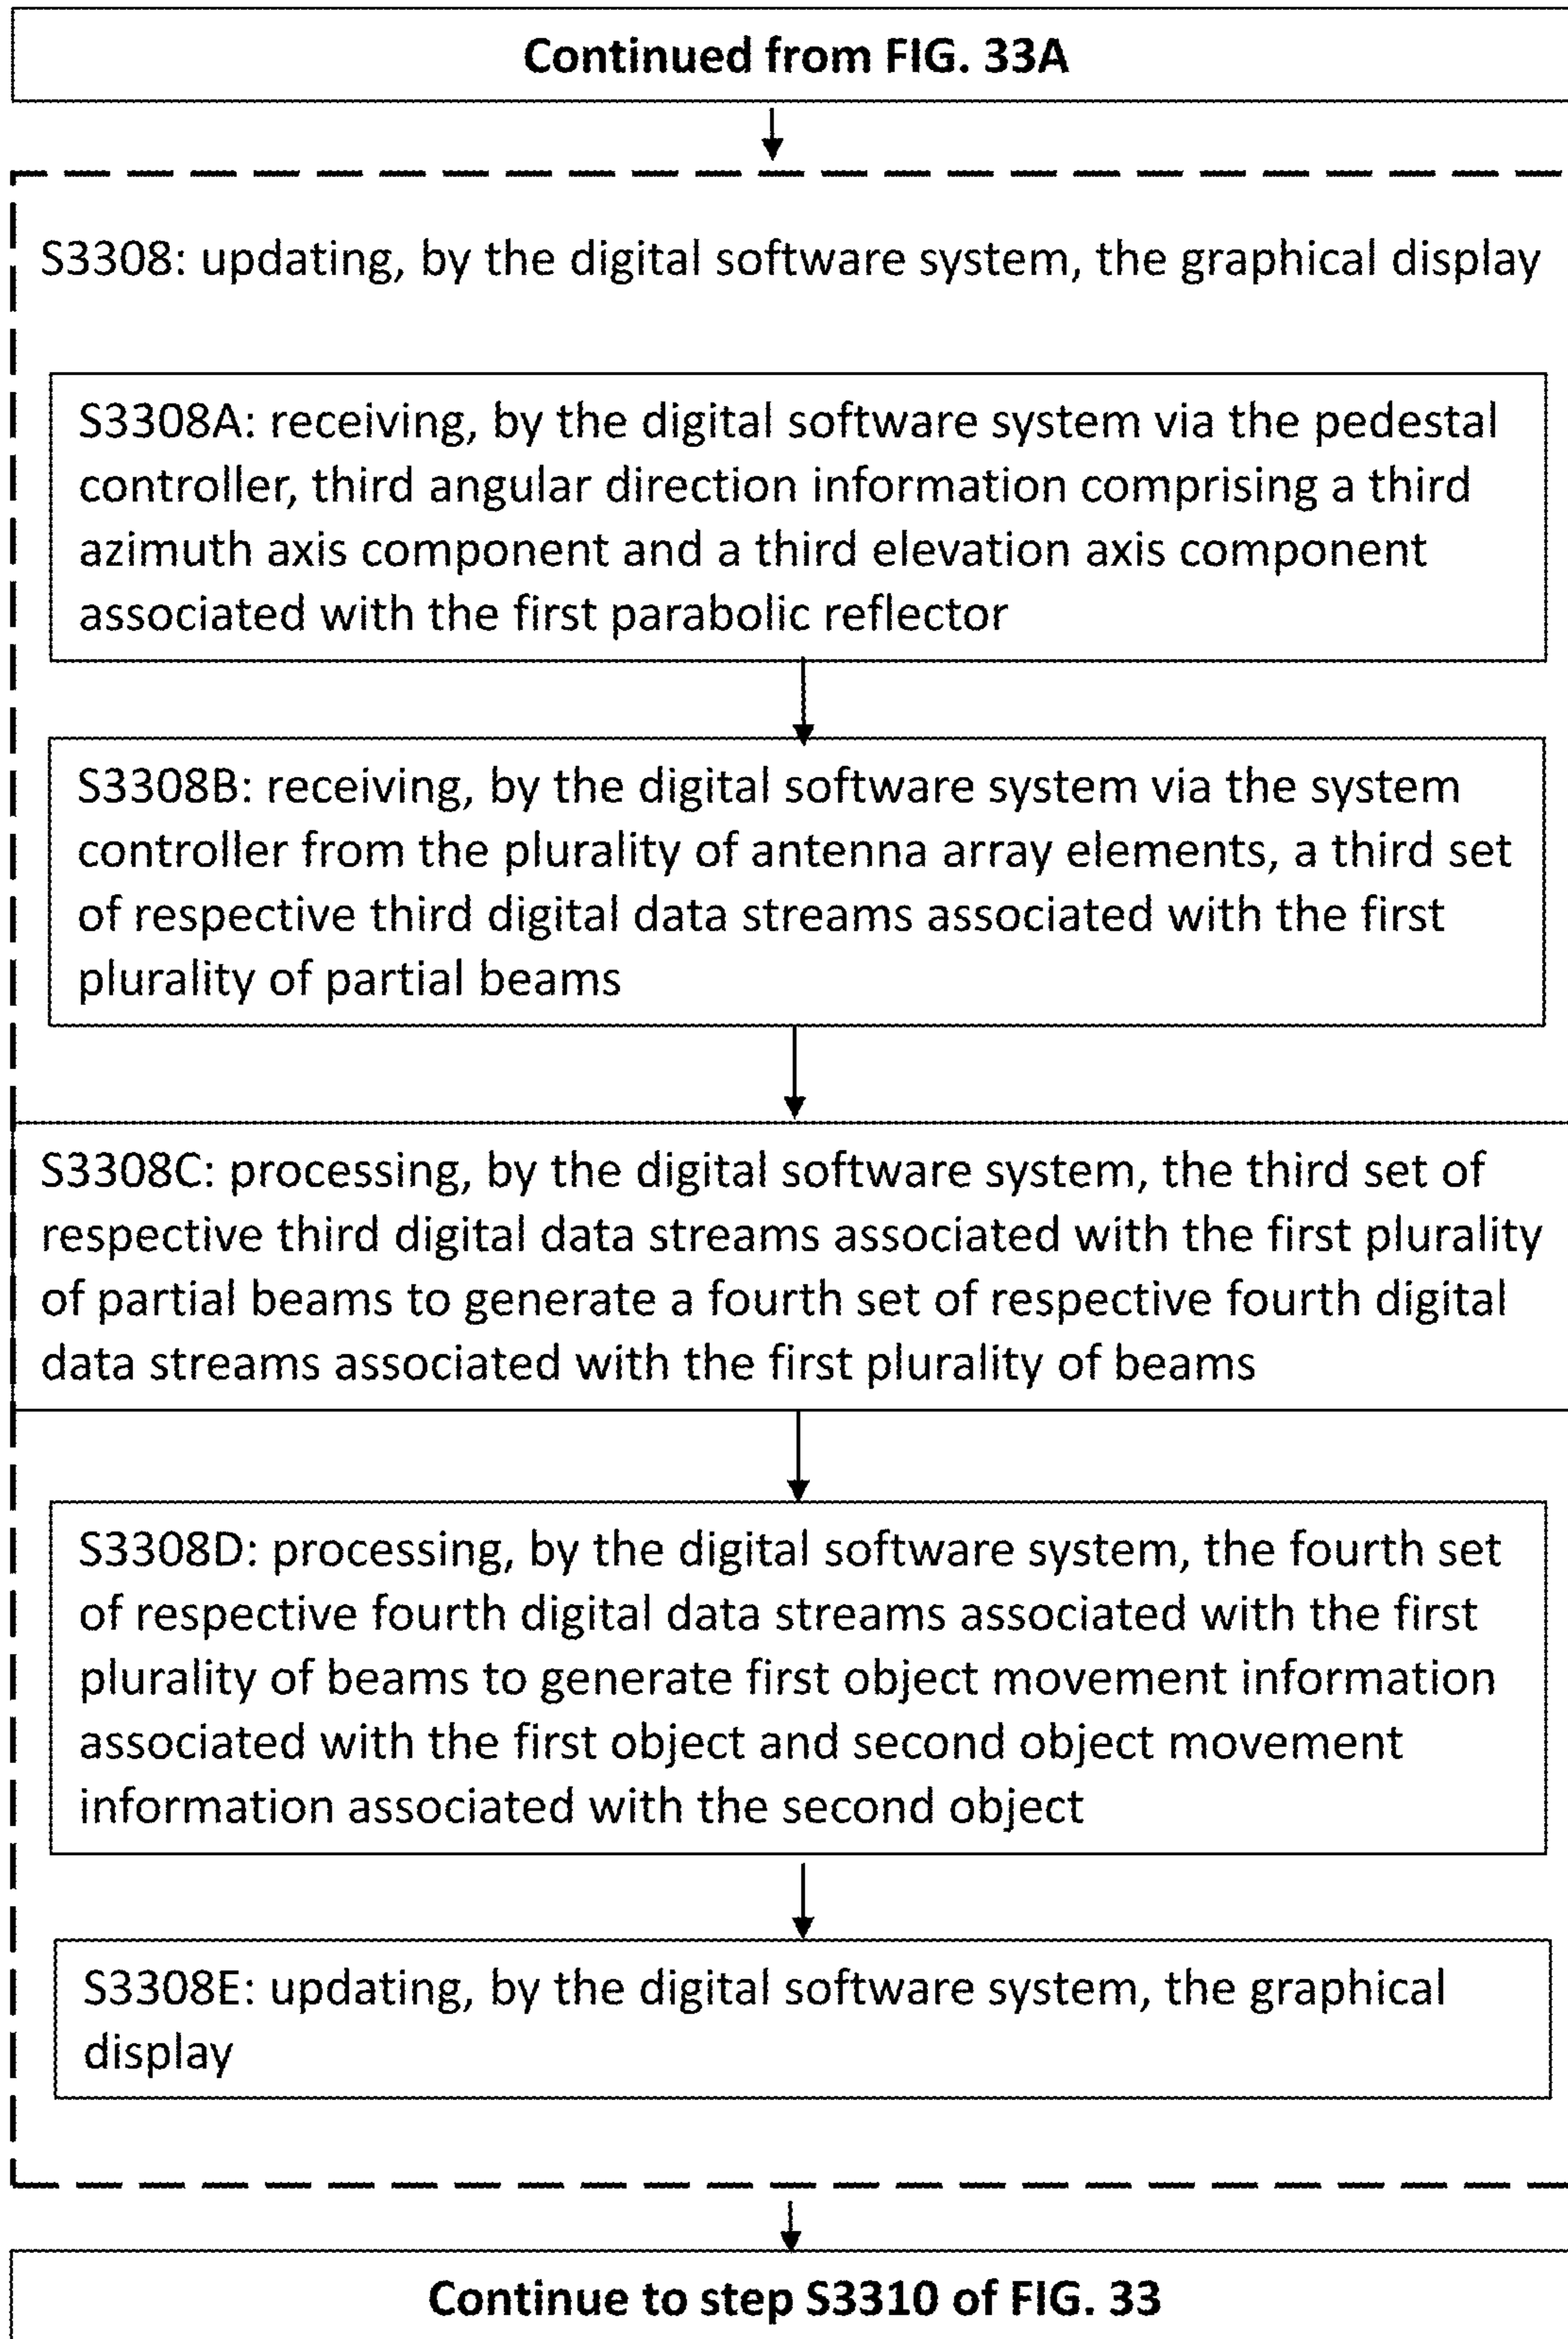 Continued from FIG. 33A
S3308: updating, by the digital software system, the graphical display
S3308A: receiving, by the digital software system via the pedestal
controller, third angular direction information comprising a third
azimuth axis component and a third elevation axis component
associated with the first parabolic reflector
S3308B: receiving, by the digital software system via the system
controller from the plurality of antenna array elements, a third set
of respective third digital data streams associated with the first
plurality of partial beams
S3308C: processing, by the digital software system, the third set of
respective third digital data streams associated with the first plurality
of partial beams to generate a fourth set of respective fourth digital
data streams associated with the first plurality of beams
S3308D: processing, by the digital software system, the fourth set
of respective fourth digital data streams associated with the first
plurality of beams to generate first object movement information
associated with the first object and second object movement
information associated with the second object
S3308E: updating, by the digital software system, the graphical
display
Continue to step S3310 of FIG. 33